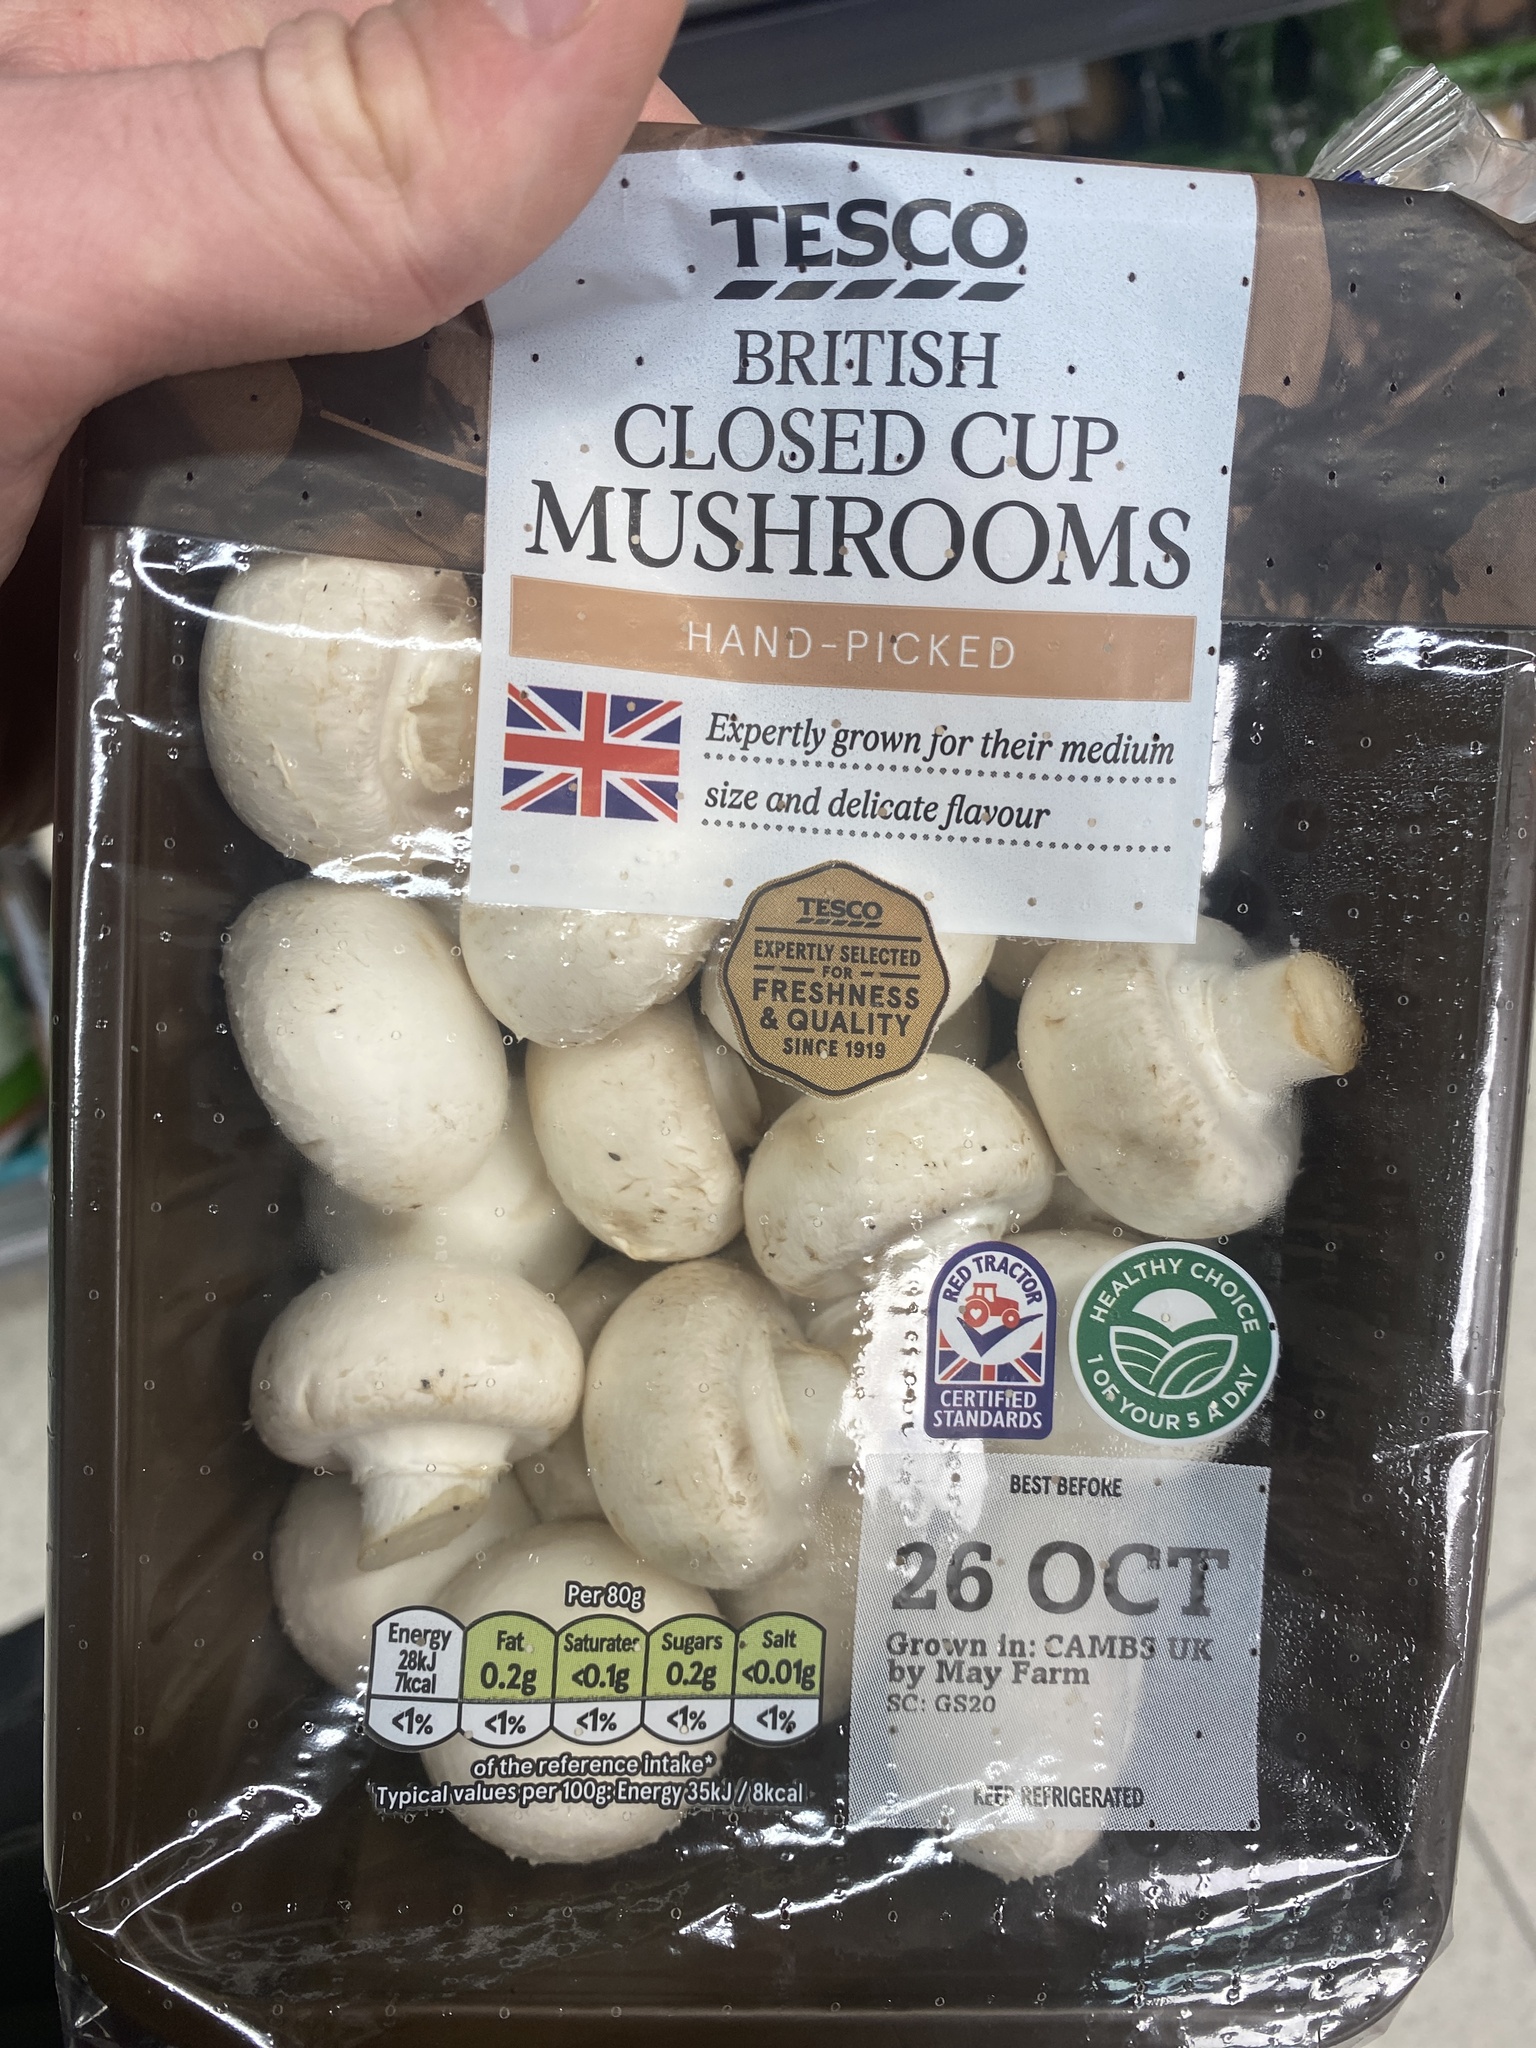 TESCO
BRITISH
CLOSED CUP
MUSHROOMS
HAND-PICKED
Expertly grown for their medium
size and delicate flavour
TESCO
EXPERTLY SELECTED
FOR
FRESHNESS
& QUALITY
SINCE 1919
RED TRACTOR
CERTIFIED
STANDARDS
HEALTHY CHOICE
1 OF YOUR 5 A DAY
BEST BEFORE
26 OCT
Grown in: CAMBS UK
by May Farm
SC: GS20
KEEP REFRIGERATED
Per 80g
Energy 28kJ 7kcal <1%
Fat 0.2g <1%
Saturates <0.1g <1%
Sugars 0.2g <1%
Salt <0.01g <1%
of the reference intake*
Typical values per 100g: Energy 35kJ / 8kcal